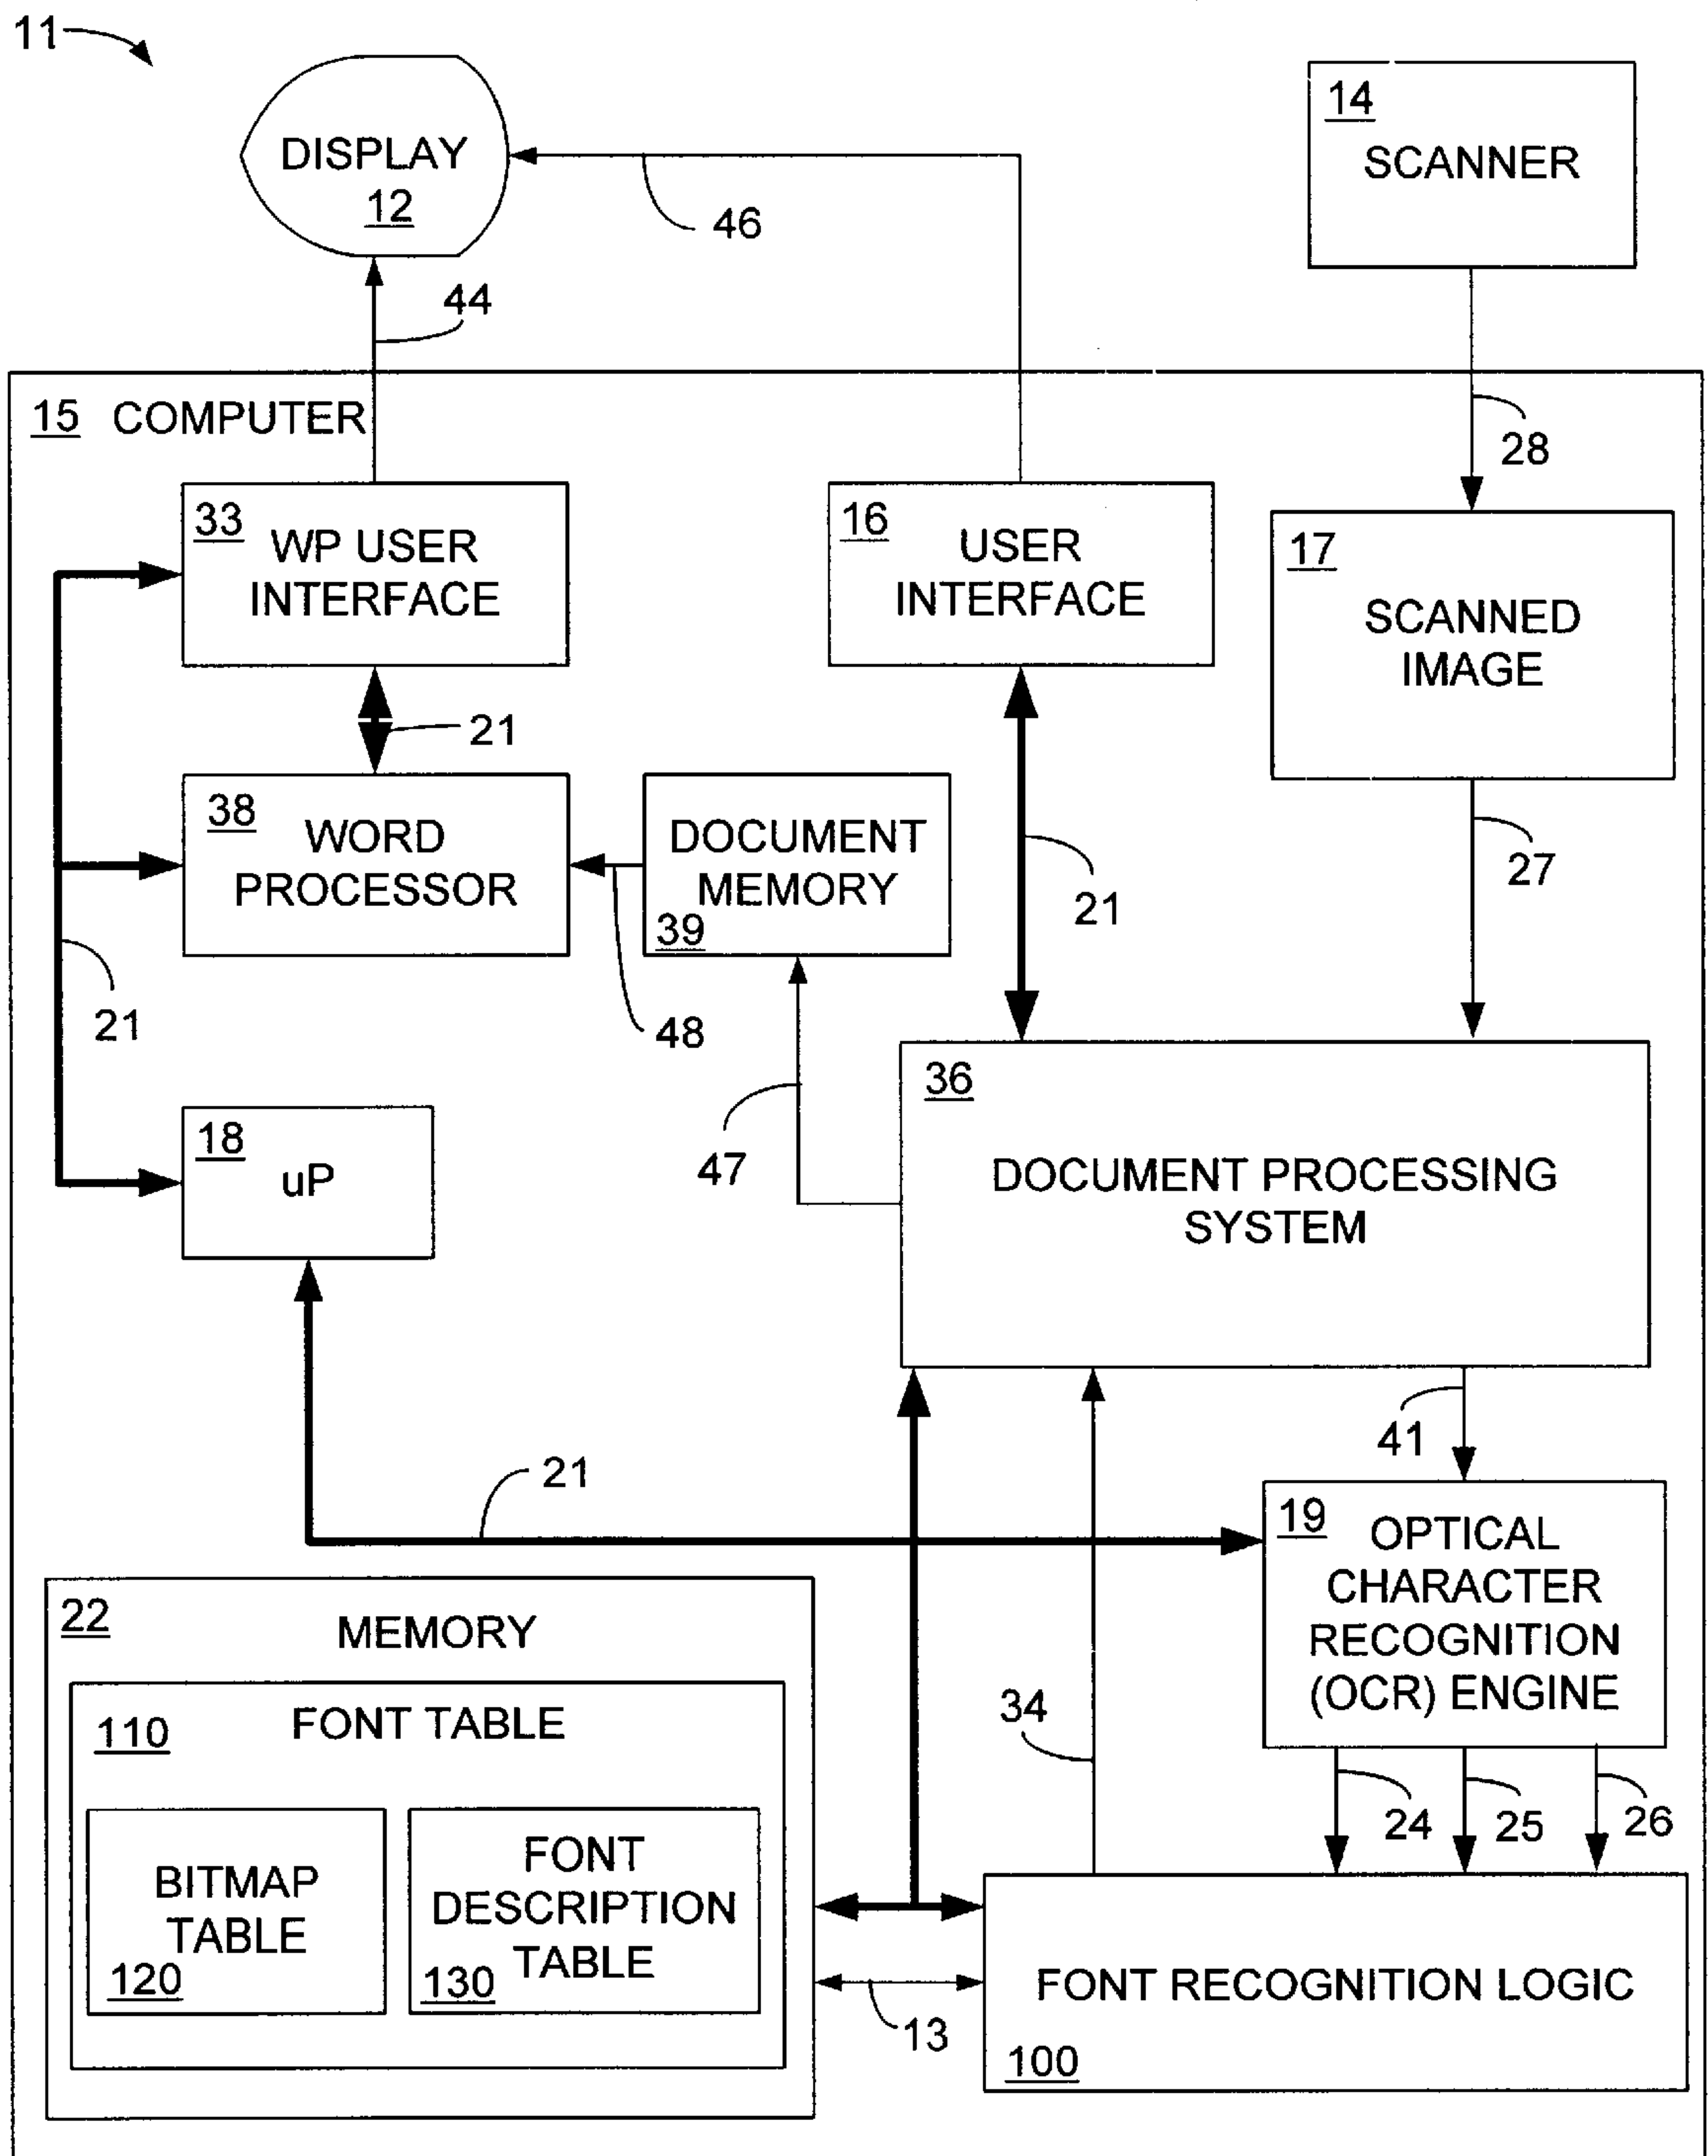 11
DISPLAY
12
46
14
SCANNER
44
15 COMPUTER
28
33
WP USER
INTERFACE
16
USER
INTERFACE
17
SCANNED
IMAGE
21
38
WORD
PROCESSOR
DOCUMENT
MEMORY
39
21
27
21
48
36
DOCUMENT PROCESSING
SYSTEM
47
18
uP
41
21
19
OPTICAL
CHARACTER
RECOGNITION
(OCR) ENGINE
22
MEMORY
110
FONT TABLE
34
24
25
26
BITMAP
TABLE
120
FONT
DESCRIPTION
TABLE
130
13
FONT RECOGNITION LOGIC
100